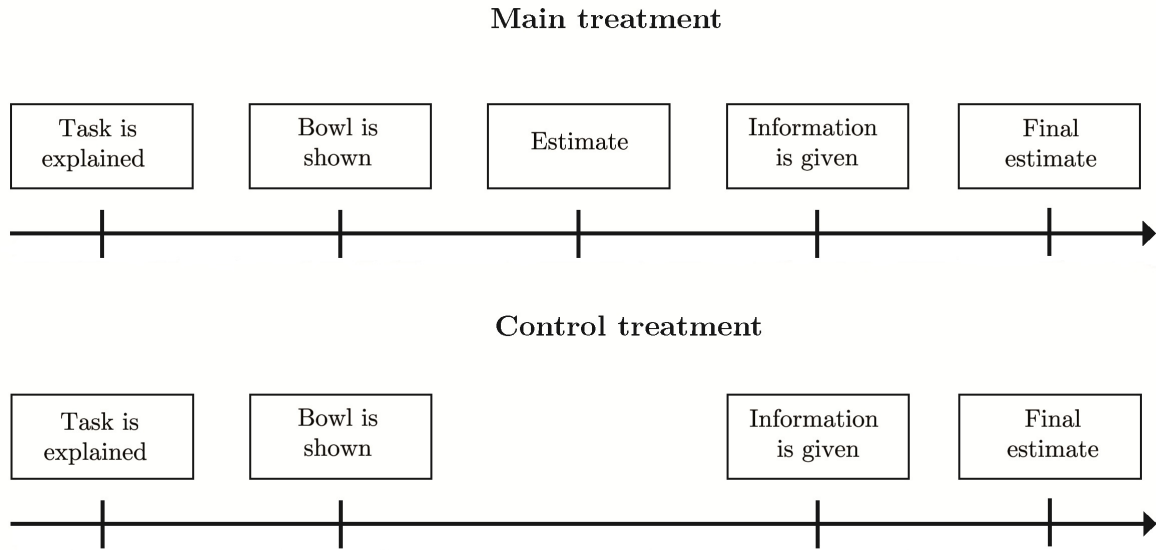 Main treatment
Task is
explained
Bowl is
shown
Estimate
Information
is given
Final
estimate
Control treatment
Task is
explained
Bowl is
shown
Information
is given
Final
estimate